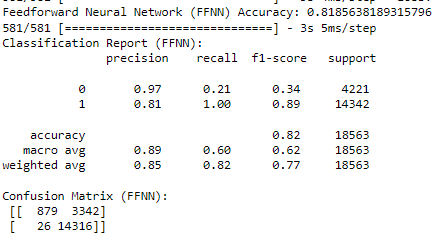 Feedforward Neural Network (FFNN) Accuracy: 0.8185638189315796
581/581 [==============================] - 3s 5ms/step
Classification Report (FFNN):
precision recall f1-score support
0 0.97 0.21 0.34 4221
1 0.81 1.00 0.89 14342
accuracy 0.82 18563
macro avg 0.89 0.60 0.62 18563
weighted avg 0.85 0.82 0.77 18563
Confusion Matrix (FFNN):
[[ 879 3342]
[ 26 14316]]